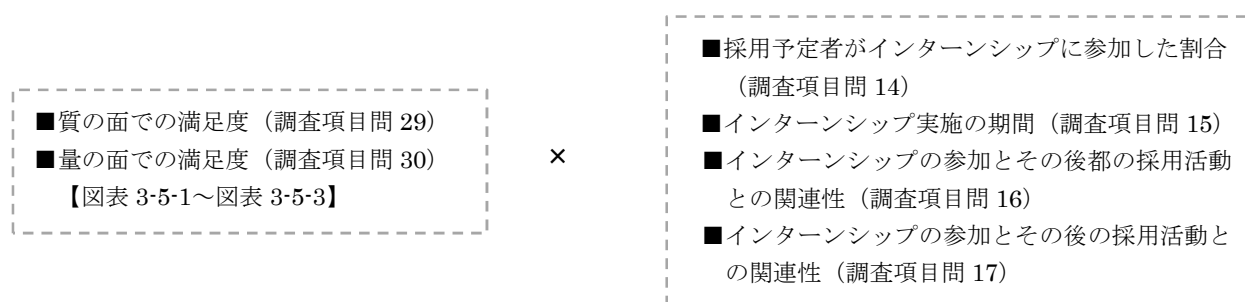 ■質の面での満足度（調査項目問 29）
■量の面での満足度（調査項目問 30）
【図表 3-5-1～図表 3-5-3】
×
■採用予定者がインターンシップに参加した割合
（調査項目問 14）
■インターンシップ実施の期間（調査項目問 15）
■インターンシップの参加とその後都の採用活動
との関連性（調査項目問 16）
■インターンシップの参加とその後の採用活動と
の関連性（調査項目問 17）